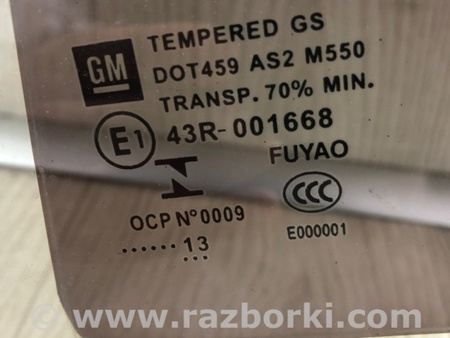 GM
TEMPERED GS
DOT459 AS2 M550
TRANSP. 70% MIN.
E1 43R-001668
FUYAO
CCC
OCP N°0009
E000001
...... 13
...
© www.razborki.com